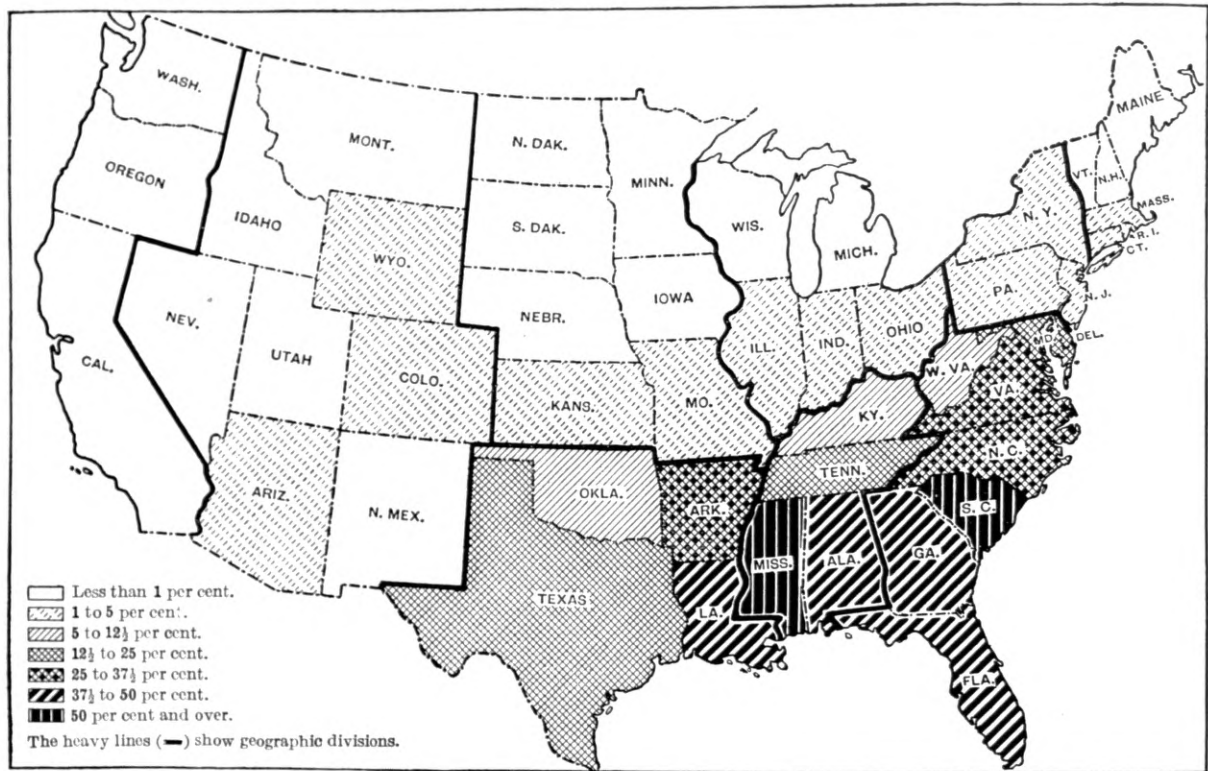 WASH.
OREGON
CAL.
NEV.
IDAHO
MONT.
WYO.
UTAH
COLO.
ARIZ.
N. MEX.
N. DAK.
S. DAK.
NEBR.
KANS.
OKLA.
TEXAS
MINN.
IOWA
MO.
ARK.
LA.
WIS.
MICH.
ILL.
IND.
OHIO
KY.
TENN.
MISS.
ALA.
GA.
FLA.
S. C.
N. C.
VA.
W. VA.
MD.
DEL.
PA.
N. J.
N. Y.
CT.
R. I.
MASS.
VT.
N.H.
MAINE
Less than 1 per cent.
1 to 5 per cent.
5 to 12½ per cent.
12½ to 25 per cent.
25 to 37½ per cent.
37½ to 50 per cent.
50 per cent and over.
The heavy lines (━) show geographic divisions.